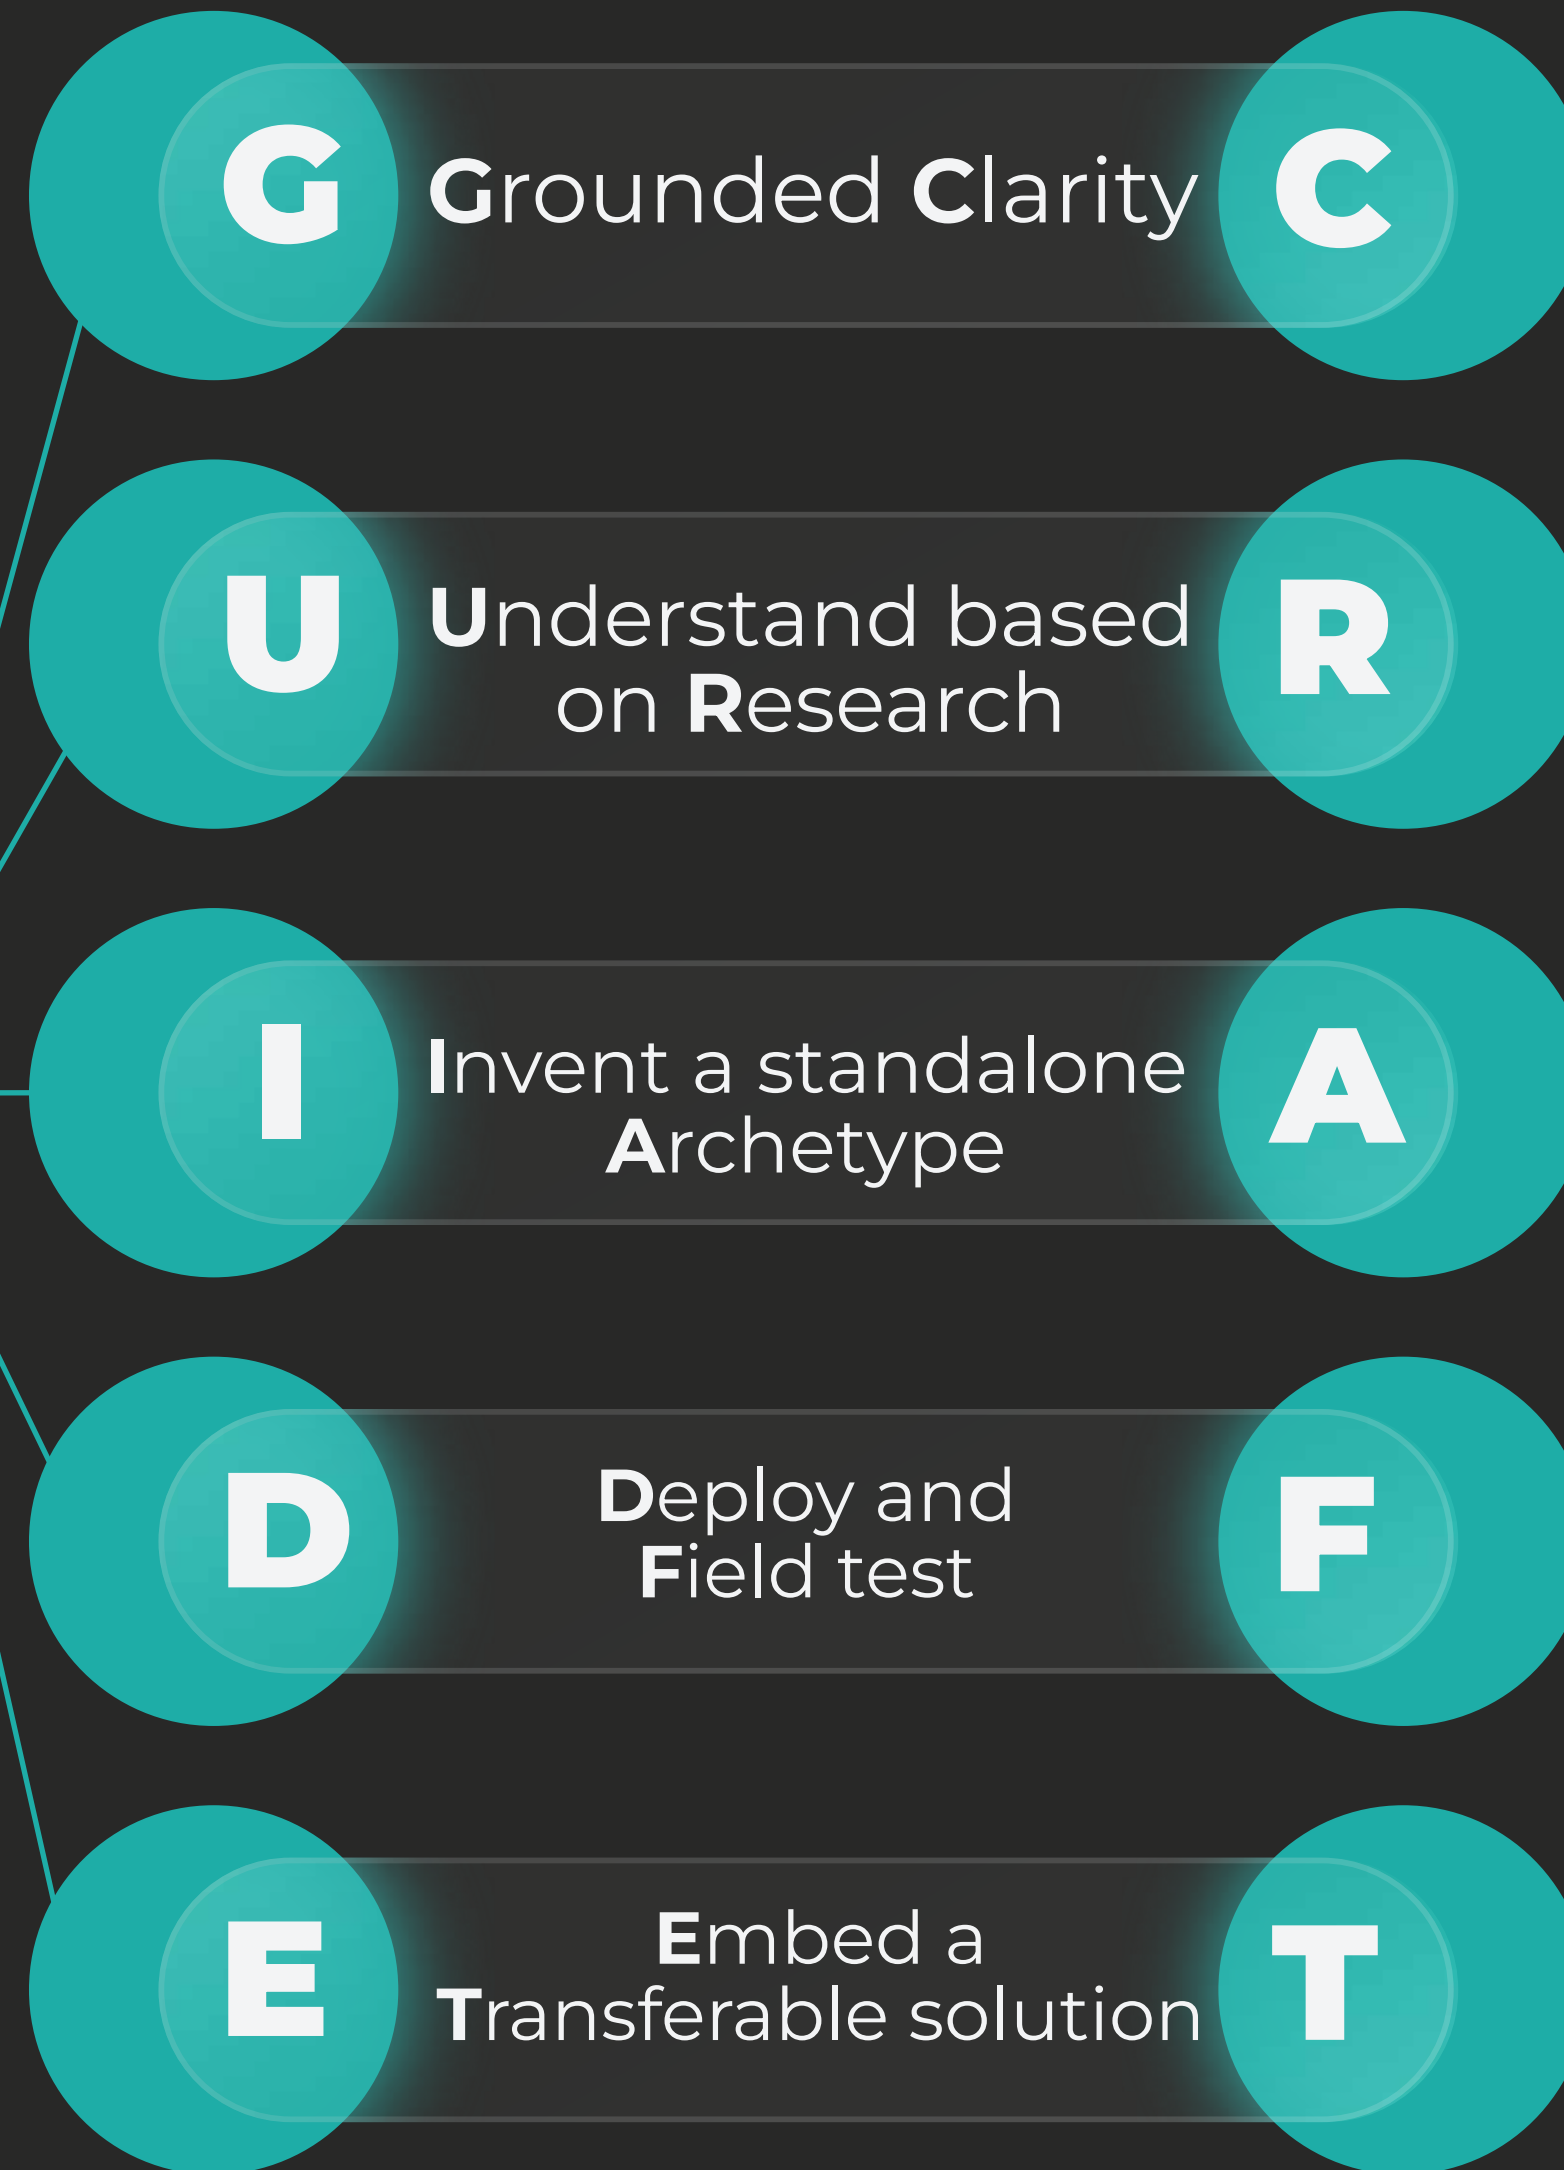 G
Grounded Clarity
C
U
Understand based
on Research
R
I
Invent a standalone
Archetype
A
D
Deploy and
Field test
F
E
Embed a
Transferable solution
T